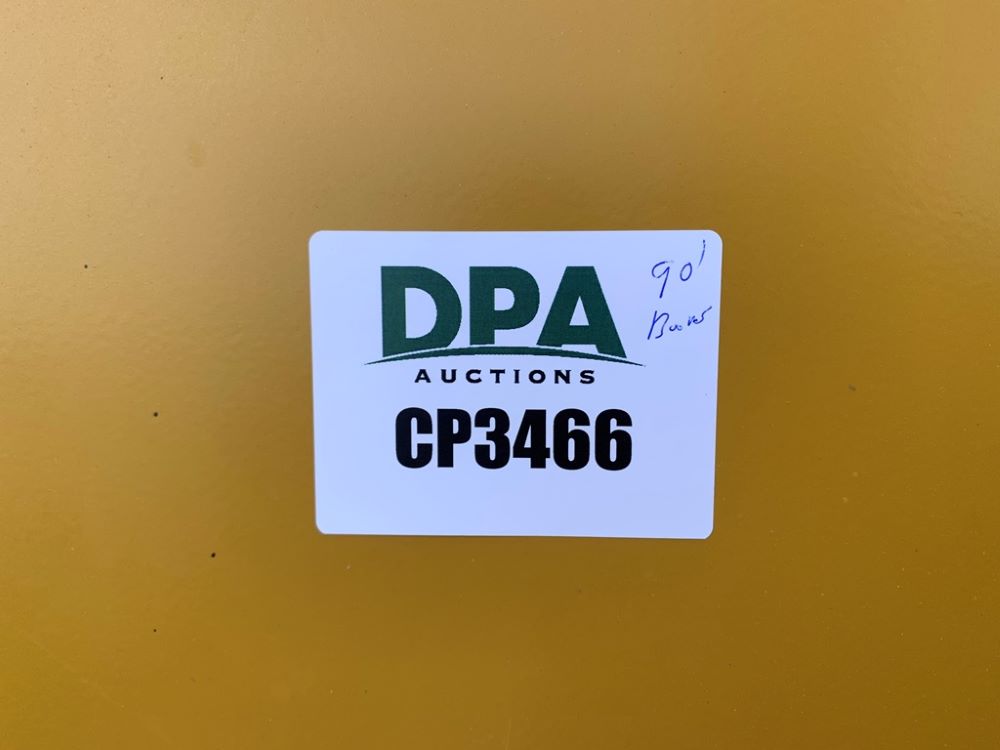 DPA
AUCTIONS
CP3466
90'